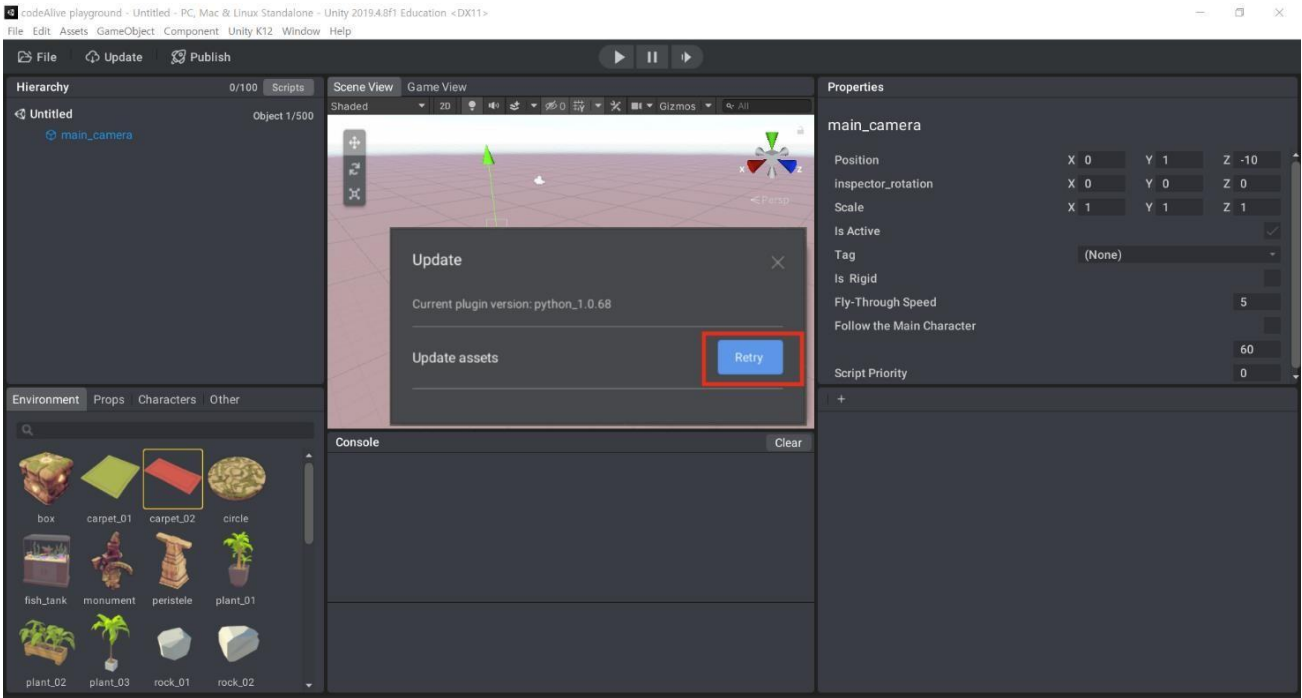 codeAlive playground - Untitled - PC, Mac & Linux Standalone - Unity 2019.4.8f1 Education <DX11>
File Edit Assets GameObject Component Unity K12 Window Help
File Update Publish
Hierarchy 0/100 Scripts
Untitled Object 1/500
main_camera
Scene View Game View
Shaded 2D 0 Gizmos All
x z
Persp
Update
Current plugin version: python_1.0.68
Update assets Retry
Properties
main_camera
Position X 0 Y 1 Z -10
inspector_rotation X 0 Y 0 Z 0
Scale X 1 Y 1 Z 1
Is Active
Tag (None)
Is Rigid
Fly-Through Speed 5
Follow the Main Character
60
Script Priority 0
+
Environment Props Characters Other
box carpet_01 carpet_02 circle
fish_tank monument peristele plant_01
plant_02 plant_03 rock_01 rock_02
Console Clear